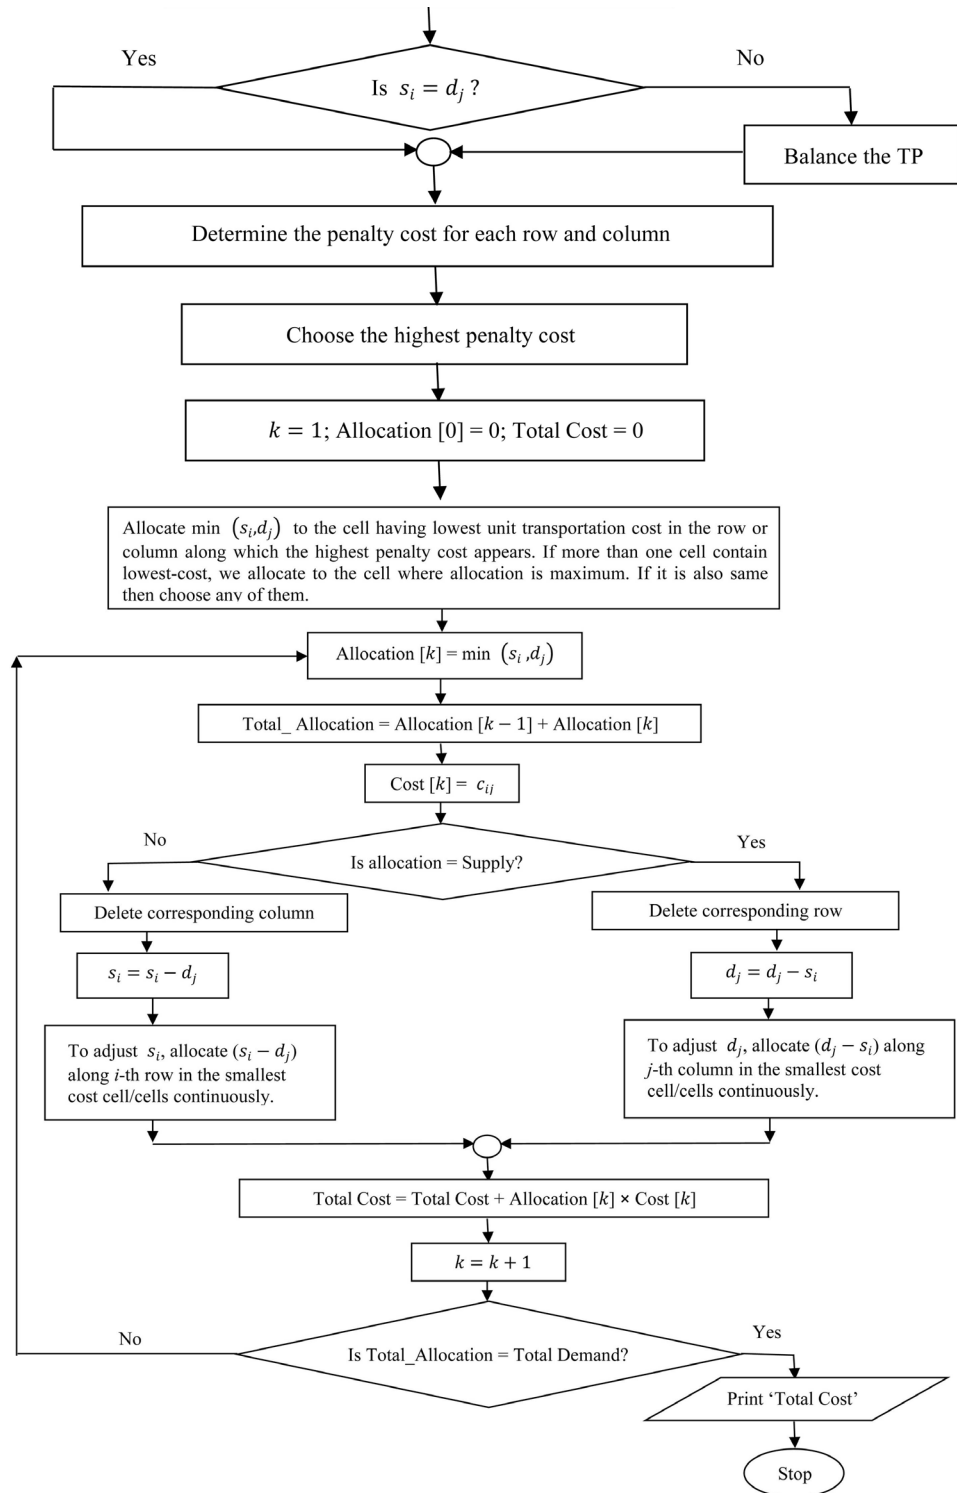 Yes
No
Is s_i = d_j ?
Balance the TP
Determine the penalty cost for each row and column
Choose the highest penalty cost
k = 1; Allocation [0] = 0; Total Cost = 0
Allocate min (s_i,d_j) to the cell having lowest unit transportation cost in the row or
column along which the highest penalty cost appears. If more than one cell contain
lowest-cost, we allocate to the cell where allocation is maximum. If it is also same
then choose any of them.
Allocation [k] = min (s_i ,d_j)
Total_ Allocation = Allocation [k − 1] + Allocation [k]
Cost [k] = c_ij
No
Yes
Is allocation = Supply?
Delete corresponding column
Delete corresponding row
s_i = s_i − d_j
d_j = d_j − s_i
To adjust s_i, allocate (s_i − d_j)
along i-th row in the smallest
cost cell/cells continuously.
To adjust d_j, allocate (d_j − s_i) along
j-th column in the smallest cost
cell/cells continuously.
Total Cost = Total Cost + Allocation [k] × Cost [k]
k = k + 1
No
Yes
Is Total_Allocation = Total Demand?
Print ‘Total Cost’
Stop